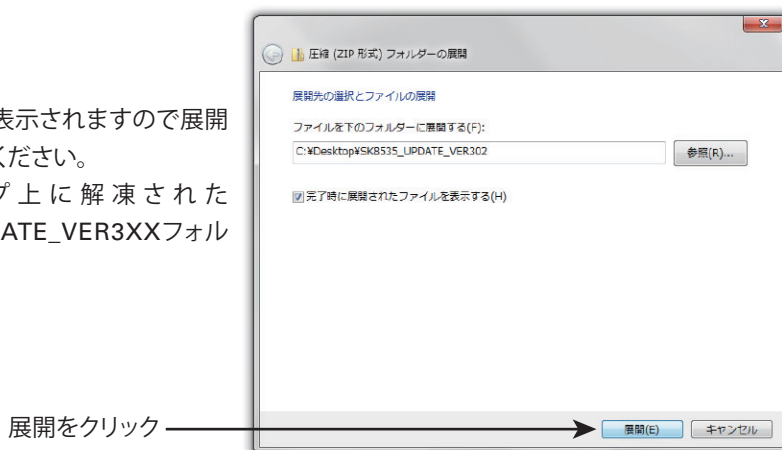 表示されますので展開
ください。
プ上に解凍された
ATE_VER3XXフォル
展開をクリック
圧縮 (ZIP 形式) フォルダーの展開
展開先の選択とファイルの展開
ファイルを下のフォルダーに展開する(F):
C:¥Desktop¥SK8535_UPDATE_VER302
参照(R)...
完了時に展開されたファイルを表示する(H)
展開(E)
キャンセル